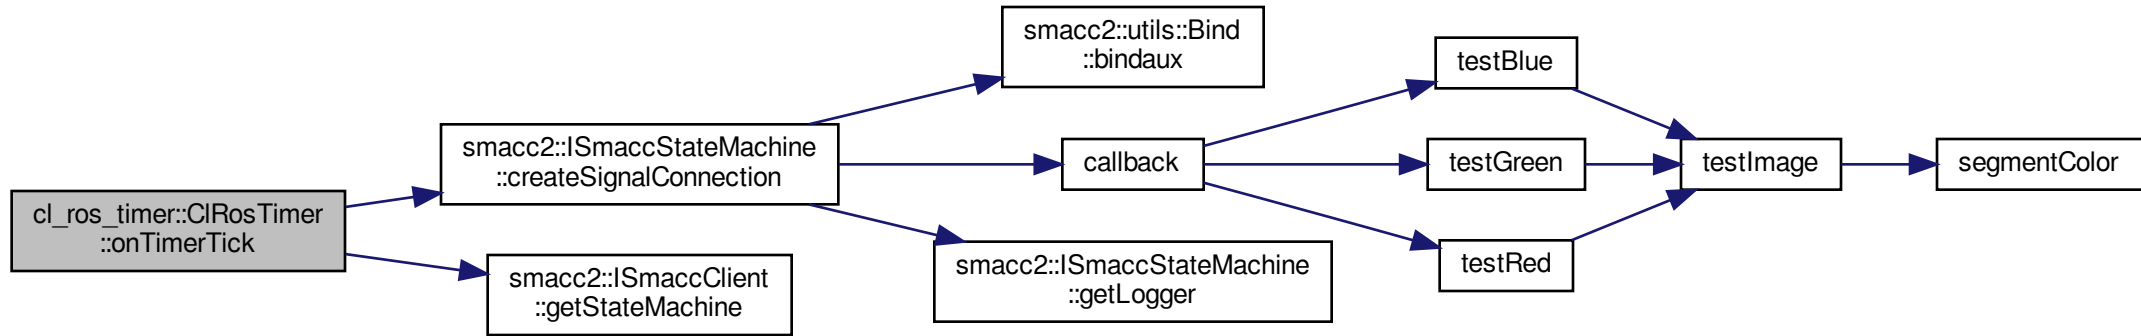 cl_ros_timer::ClRosTimer
::onTimerTick
smacc2::ISmaccStateMachine
::createSignalConnection
smacc2::ISmaccClient
::getStateMachine
smacc2::utils::Bind
::bindaux
callback
smacc2::ISmaccStateMachine
::getLogger
testBlue
testGreen
testRed
testImage
segmentColor